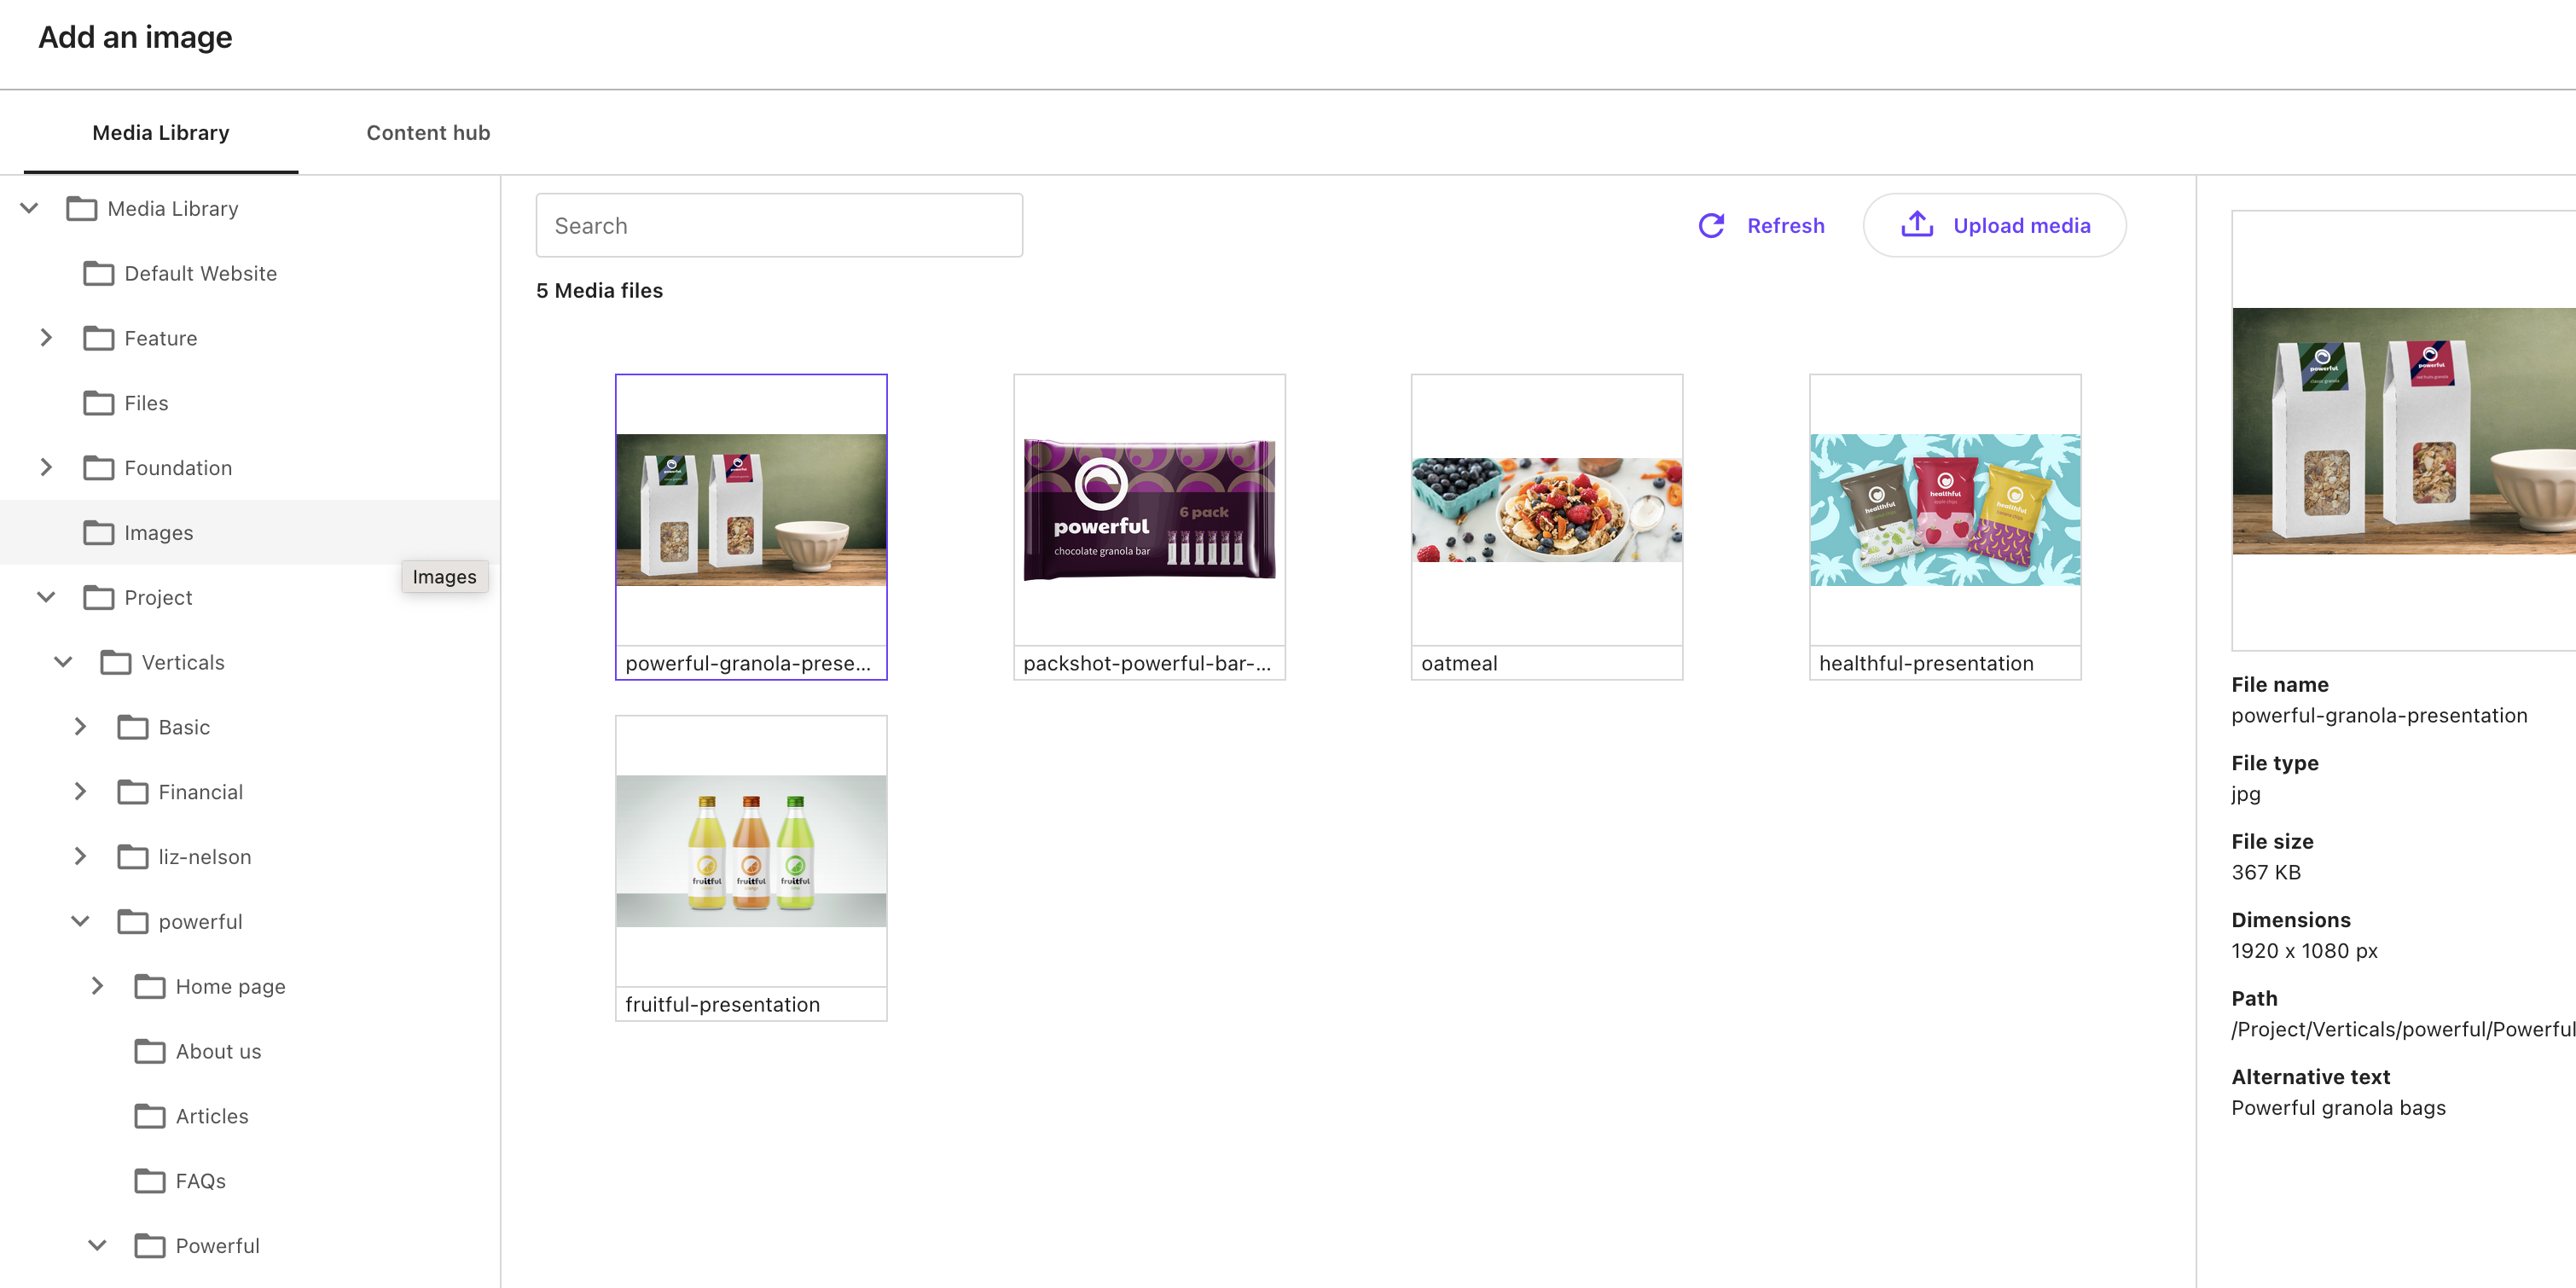 Add an image
Media Library
Content hub
Media Library
Default Website
Feature
Files
Foundation
Images
Images
Project
Verticals
Basic
Financial
liz-nelson
powerful
Home page
About us
Articles
FAQs
Powerful
Search
Refresh
Upload media
5 Media files
powerful
chocolate granola bar
6 pack
healthful
healthful
healthful
powerful-granola-prese...
packshot-powerful-bar-...
oatmeal
healthful-presentation
fruitful
fruitful
fruitful
fruitful-presentation
powerful
classic granola
powerful
File name
powerful-granola-presentation
File type
jpg
File size
367 KB
Dimensions
1920 x 1080 px
Path
/Project/Verticals/powerful/Powerful
Alternative text
Powerful granola bags